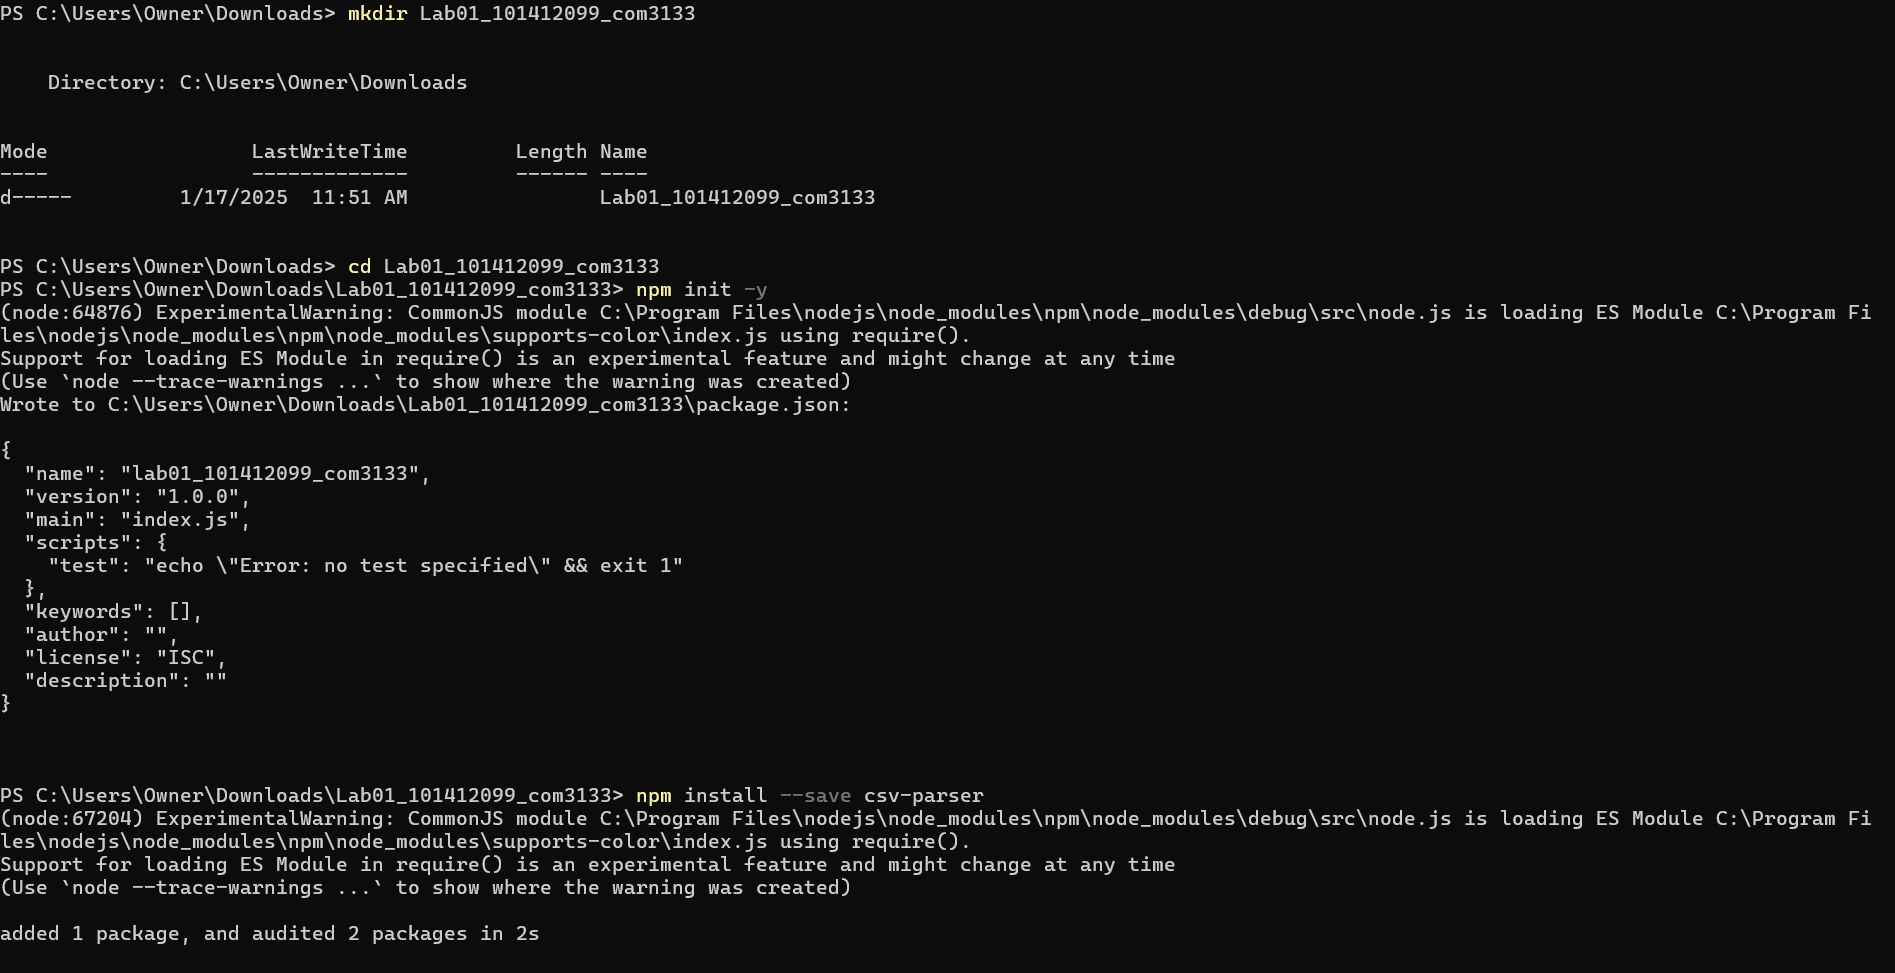 PS C:\Users\Owner\Downloads> mkdir Lab01_101412099_com3133
    Directory: C:\Users\Owner\Downloads
Mode                 LastWriteTime         Length Name
----                 -------------         ------ ----
d-----         1/17/2025  11:51 AM                Lab01_101412099_com3133
PS C:\Users\Owner\Downloads> cd Lab01_101412099_com3133
PS C:\Users\Owner\Downloads\Lab01_101412099_com3133> npm init -y
(node:64876) ExperimentalWarning: CommonJS module C:\Program Files\nodejs\node_modules\npm\node_modules\debug\src\node.js is loading ES Module C:\Program Fi
les\nodejs\node_modules\npm\node_modules\supports-color\index.js using require().
Support for loading ES Module in require() is an experimental feature and might change at any time
(Use `node --trace-warnings ...` to show where the warning was created)
Wrote to C:\Users\Owner\Downloads\Lab01_101412099_com3133\package.json:
{
  "name": "lab01_101412099_com3133",
  "version": "1.0.0",
  "main": "index.js",
  "scripts": {
    "test": "echo \"Error: no test specified\" && exit 1"
  },
  "keywords": [],
  "author": "",
  "license": "ISC",
  "description": ""
}
PS C:\Users\Owner\Downloads\Lab01_101412099_com3133> npm install --save csv-parser
(node:67204) ExperimentalWarning: CommonJS module C:\Program Files\nodejs\node_modules\npm\node_modules\debug\src\node.js is loading ES Module C:\Program Fi
les\nodejs\node_modules\npm\node_modules\supports-color\index.js using require().
Support for loading ES Module in require() is an experimental feature and might change at any time
(Use `node --trace-warnings ...` to show where the warning was created)
added 1 package, and audited 2 packages in 2s